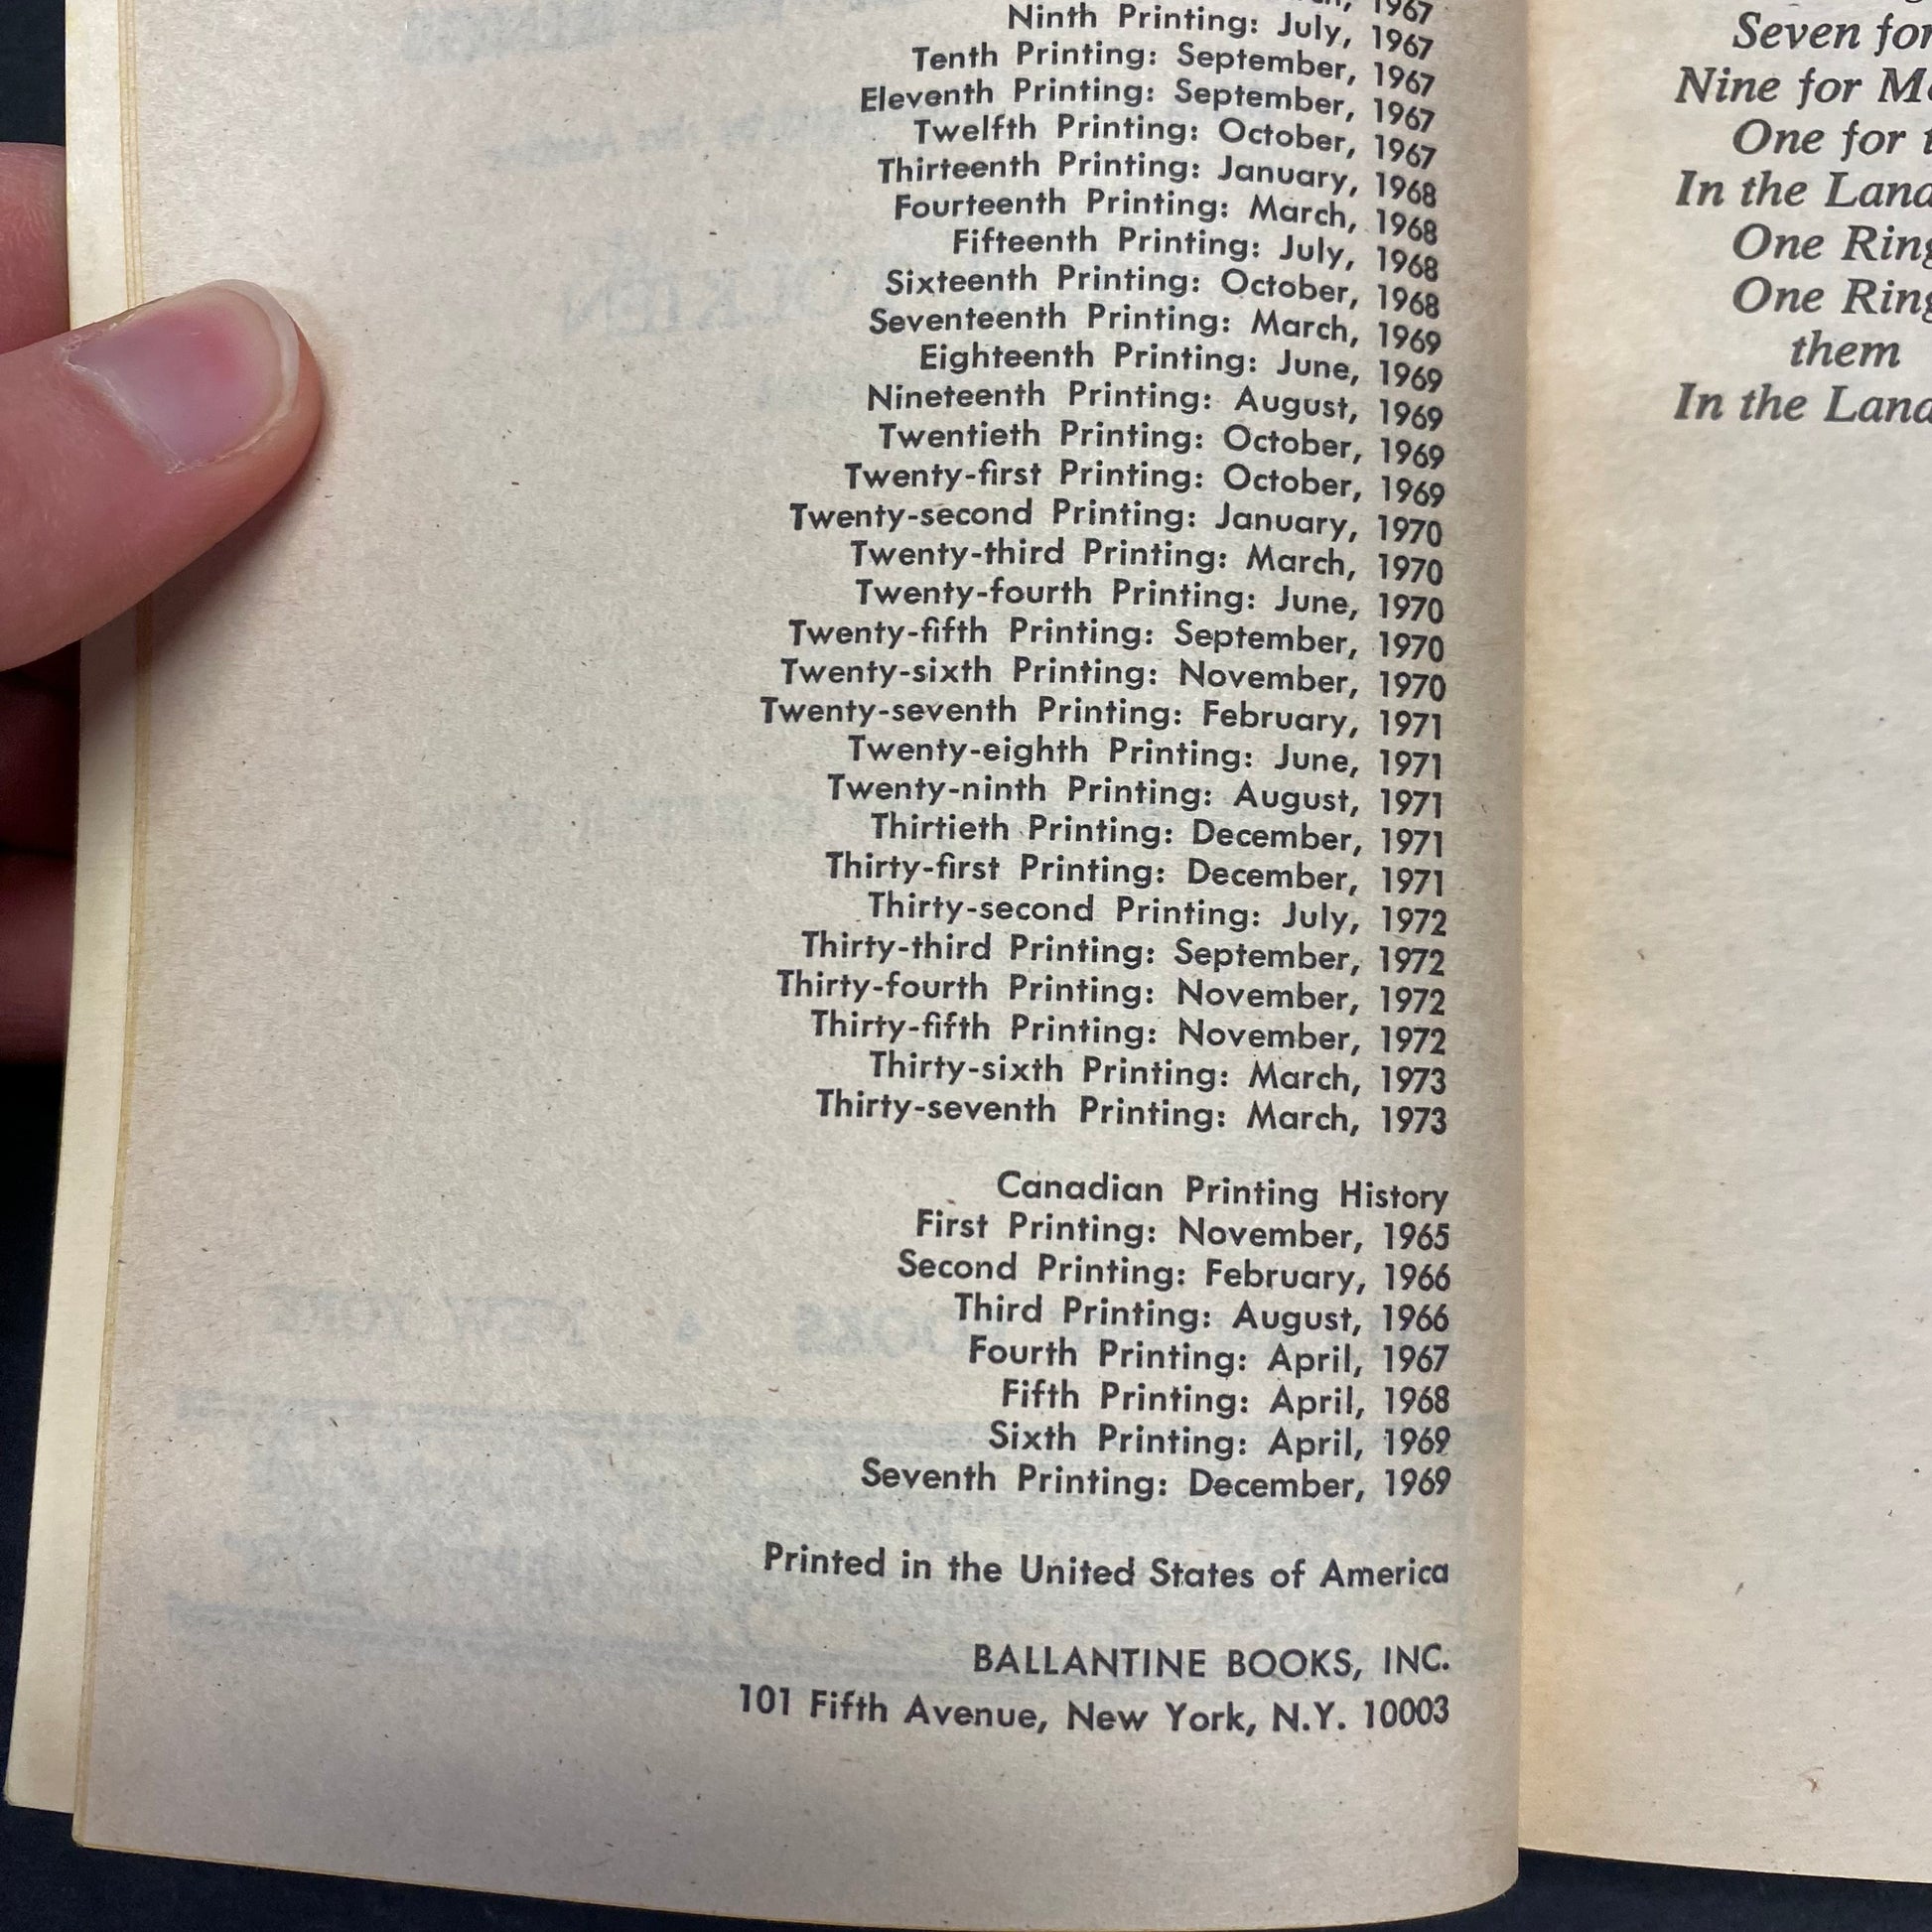 1967
Ninth Printing: July, 1967
Tenth Printing: September, 1967
Eleventh Printing: September, 1967
Twelfth Printing: October, 1967
Thirteenth Printing: January, 1968
Fourteenth Printing: March, 1968
Fifteenth Printing: July, 1968
Sixteenth Printing: October, 1968
Seventeenth Printing: March, 1969
Eighteenth Printing: June, 1969
Nineteenth Printing: August, 1969
Twentieth Printing: October, 1969
Twenty-first Printing: October, 1969
Twenty-second Printing: January, 1970
Twenty-third Printing: March, 1970
Twenty-fourth Printing: June, 1970
Twenty-fifth Printing: September, 1970
Twenty-sixth Printing: November, 1970
Twenty-seventh Printing: February, 1971
Twenty-eighth Printing: June, 1971
Twenty-ninth Printing: August, 1971
Thirtieth Printing: December, 1971
Thirty-first Printing: December, 1971
Thirty-second Printing: July, 1972
Thirty-third Printing: September, 1972
Thirty-fourth Printing: November, 1972
Thirty-fifth Printing: November, 1972
Thirty-sixth Printing: March, 1973
Thirty-seventh Printing: March, 1973
Canadian Printing History
First Printing: November, 1965
Second Printing: February, 1966
Third Printing: August, 1966
Fourth Printing: April, 1967
Fifth Printing: April, 1968
Sixth Printing: April, 1969
Seventh Printing: December, 1969
Printed in the United States of America
BALLANTINE BOOKS, INC.
101 Fifth Avenue, New York, N.Y. 10003
Seven for
Nine for
One for
In the Land
One Ring
One Ring
them
In the Land